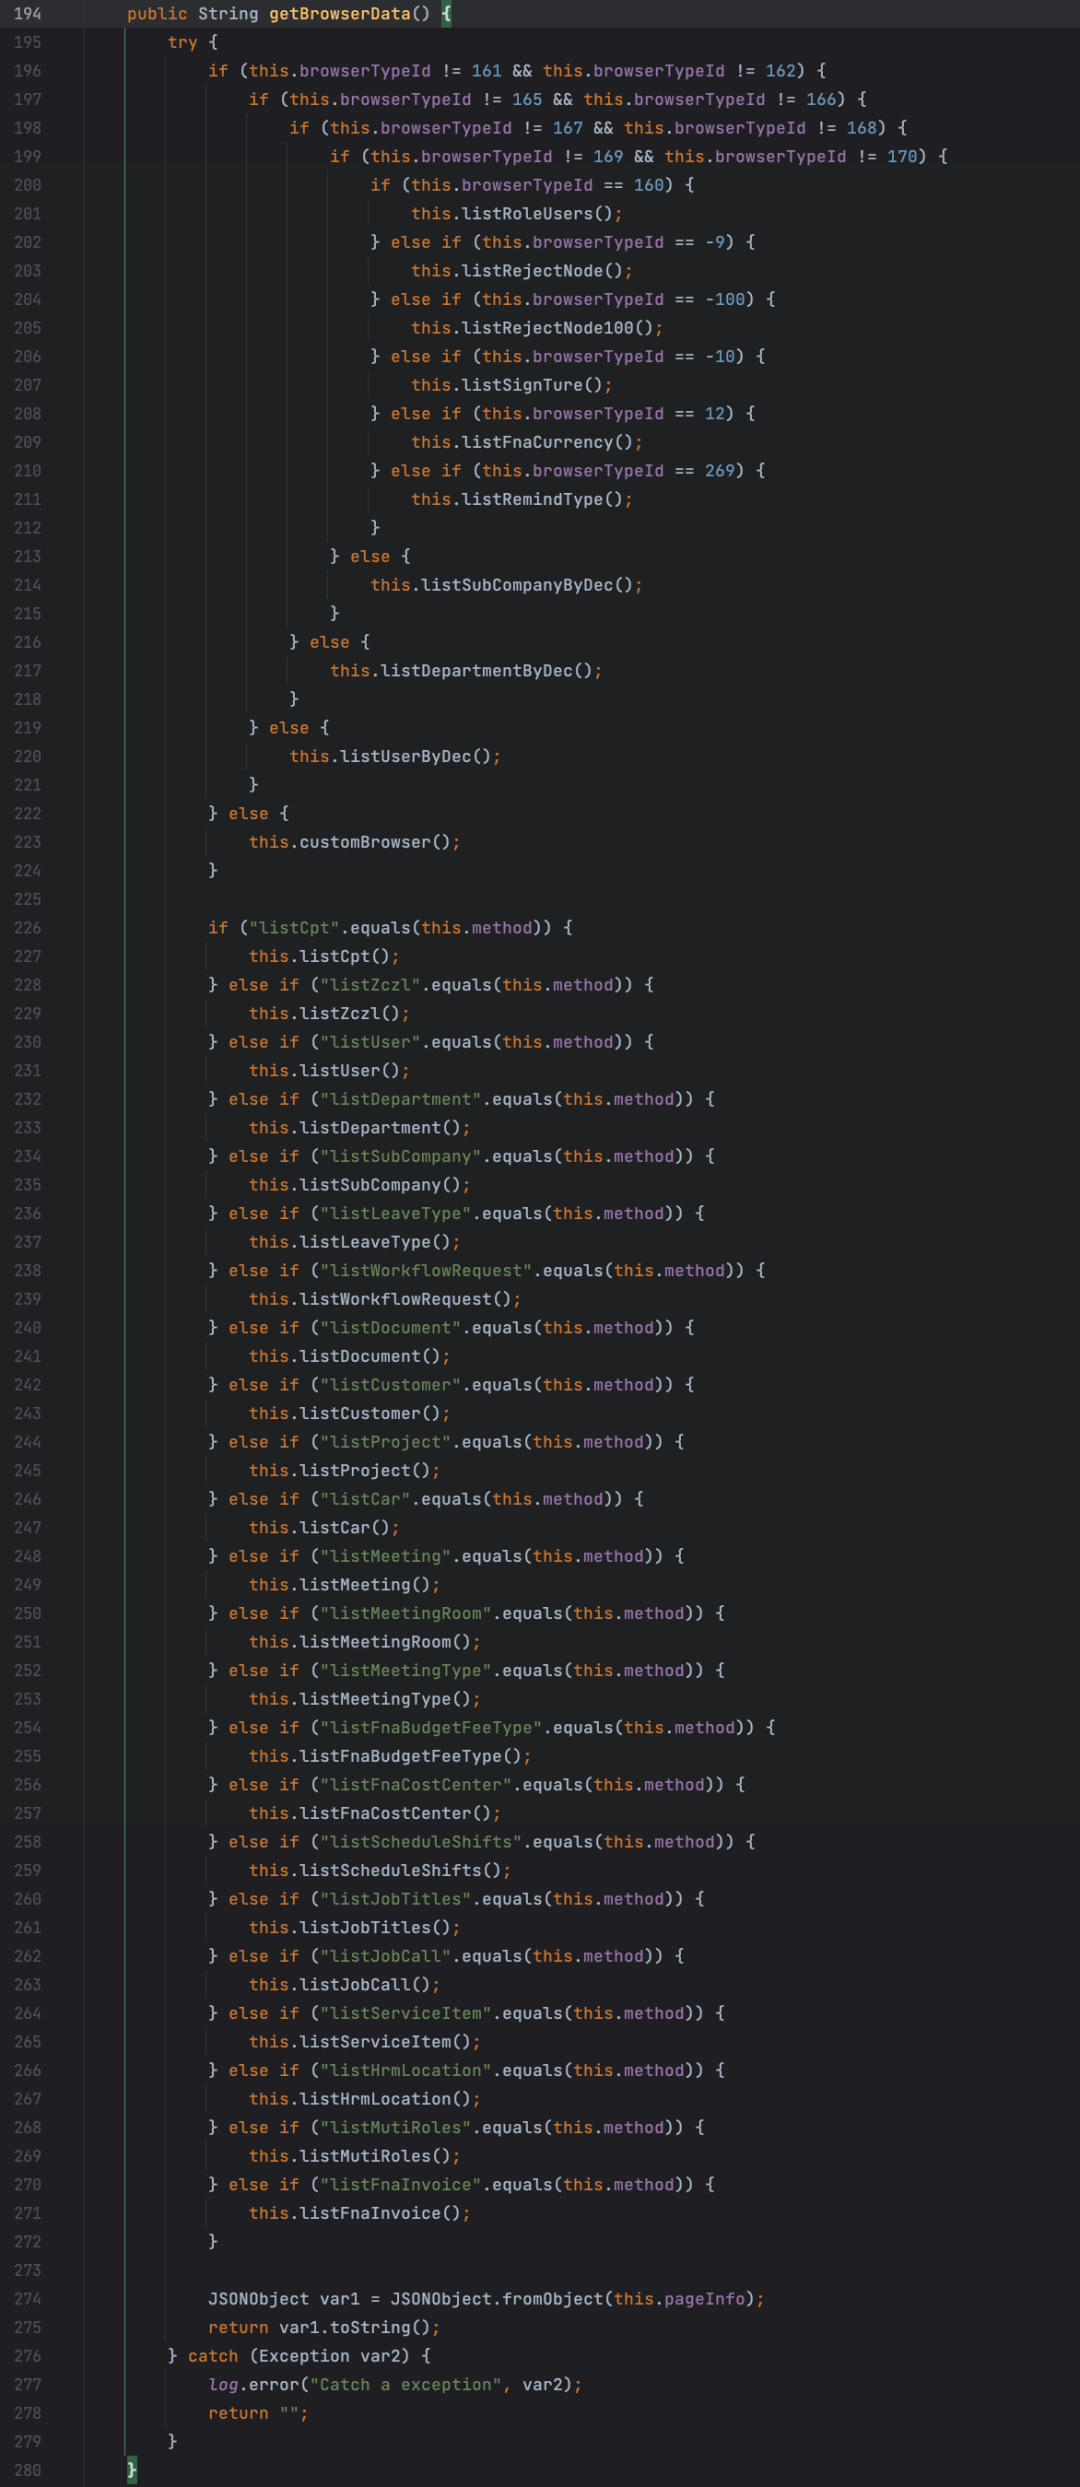 194 public String getBrowserData() {
195 try {
196 if (this.browserTypeId != 161 && this.browserTypeId != 162) {
197 if (this.browserTypeId != 165 && this.browserTypeId != 166) {
198 if (this.browserTypeId != 167 && this.browserTypeId != 168) {
199 if (this.browserTypeId != 169 && this.browserTypeId != 170) {
200 if (this.browserTypeId == 160) {
201 this.listRoleUsers();
202 } else if (this.browserTypeId == -9) {
203 this.listRejectNode();
204 } else if (this.browserTypeId == -100) {
205 this.listRejectNode100();
206 } else if (this.browserTypeId == -10) {
207 this.listSignTure();
208 } else if (this.browserTypeId == 12) {
209 this.listFnaCurrency();
210 } else if (this.browserTypeId == 269) {
211 this.listRemindType();
212 }
213 } else {
214 this.listSubCompanyByDec();
215 }
216 } else {
217 this.listDepartmentByDec();
218 }
219 } else {
220 this.listUserByDec();
221 }
222 } else {
223 this.customBrowser();
224 }
225
226 if ("listCpt".equals(this.method)) {
227 this.listCpt();
228 } else if ("listZczl".equals(this.method)) {
229 this.listZczl();
230 } else if ("listUser".equals(this.method)) {
231 this.listUser();
232 } else if ("listDepartment".equals(this.method)) {
233 this.listDepartment();
234 } else if ("listSubCompany".equals(this.method)) {
235 this.listSubCompany();
236 } else if ("listLeaveType".equals(this.method)) {
237 this.listLeaveType();
238 } else if ("listWorkflowRequest".equals(this.method)) {
239 this.listWorkflowRequest();
240 } else if ("listDocument".equals(this.method)) {
241 this.listDocument();
242 } else if ("listCustomer".equals(this.method)) {
243 this.listCustomer();
244 } else if ("listProject".equals(this.method)) {
245 this.listProject();
246 } else if ("listCar".equals(this.method)) {
247 this.listCar();
248 } else if ("listMeeting".equals(this.method)) {
249 this.listMeeting();
250 } else if ("listMeetingRoom".equals(this.method)) {
251 this.listMeetingRoom();
252 } else if ("listMeetingType".equals(this.method)) {
253 this.listMeetingType();
254 } else if ("listFnaBudgetFeeType".equals(this.method)) {
255 this.listFnaBudgetFeeType();
256 } else if ("listFnaCostCenter".equals(this.method)) {
257 this.listFnaCostCenter();
258 } else if ("listScheduleShifts".equals(this.method)) {
259 this.listScheduleShifts();
260 } else if ("listJobTitles".equals(this.method)) {
261 this.listJobTitles();
262 } else if ("listJobCall".equals(this.method)) {
263 this.listJobCall();
264 } else if ("listServiceItem".equals(this.method)) {
265 this.listServiceItem();
266 } else if ("listHrmLocation".equals(this.method)) {
267 this.listHrmLocation();
268 } else if ("listMutiRoles".equals(this.method)) {
269 this.listMutiRoles();
270 } else if ("listFnaInvoice".equals(this.method)) {
271 this.listFnaInvoice();
272 }
273
274 JSONObject var1 = JSONObject.fromObject(this.pageInfo);
275 return var1.toString();
276 } catch (Exception var2) {
277 log.error("Catch a exception", var2);
278 return "";
279 }
280 }